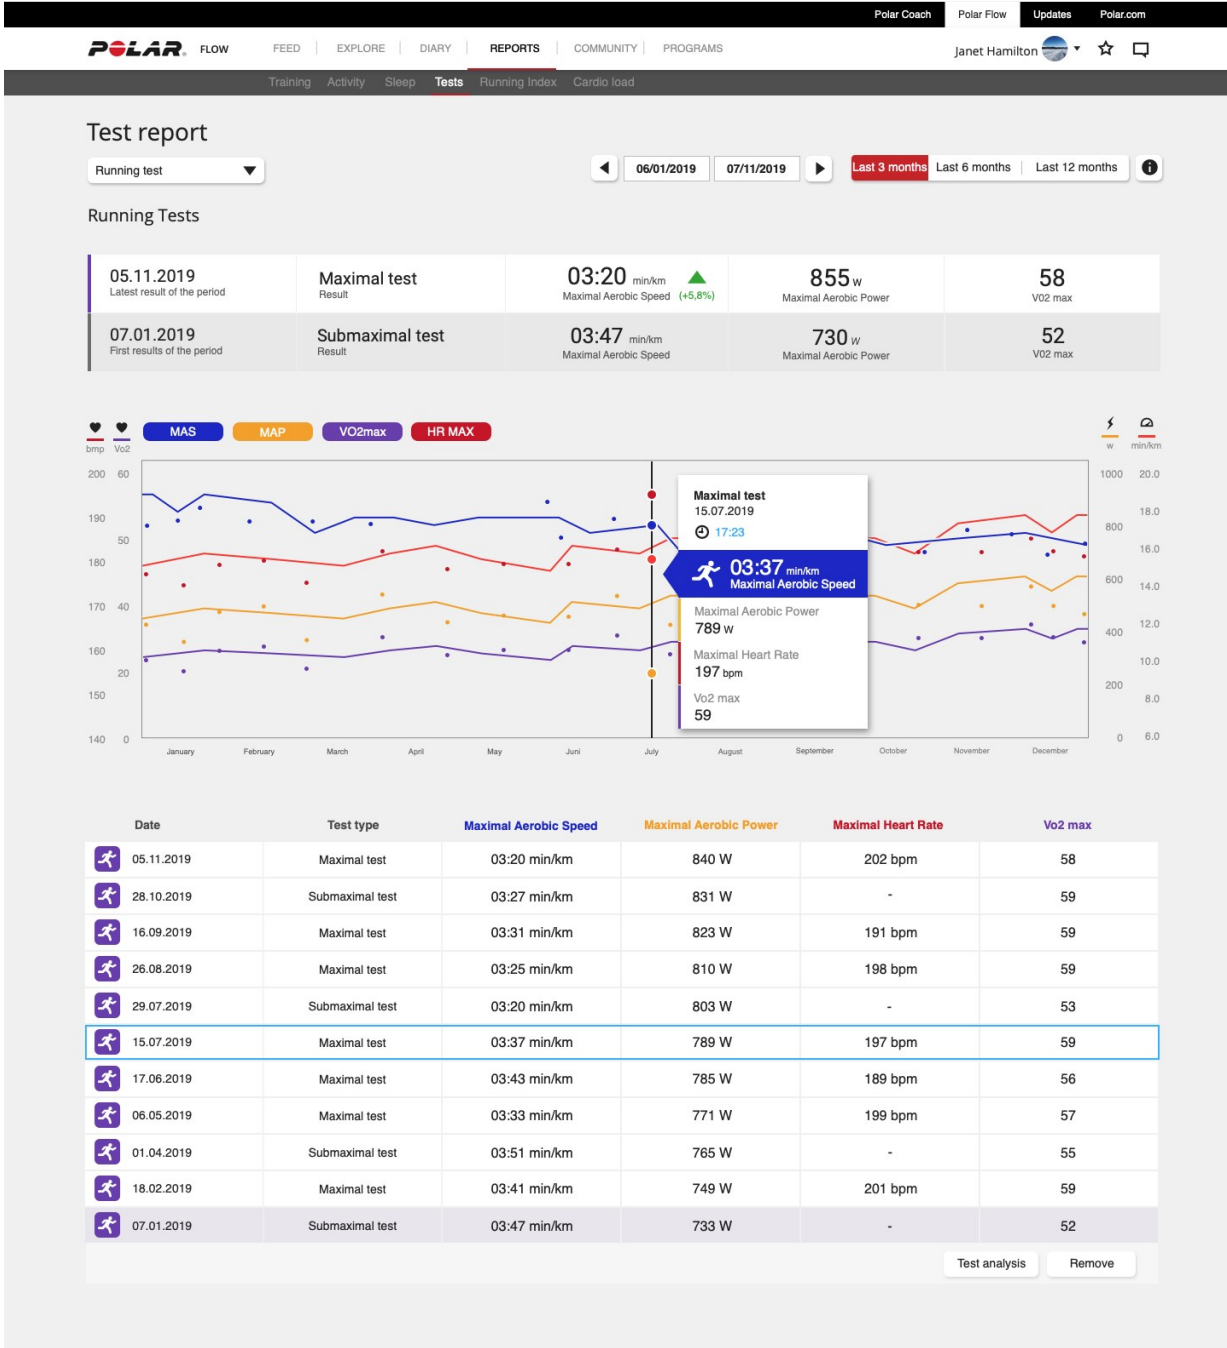 Polar Coach Polar Flow Updates Polar.com
POLAR. FLOW FEED EXPLORE DIARY REPORTS COMMUNITY PROGRAMS Janet Hamilton
Training Activity Sleep Tests Running Index Cardio load
Test report
Running test 06/01/2019 07/11/2019 Last 3 months Last 6 months Last 12 months
Running Tests
05.11.2019 Maximal test 03:20 min/km 855 w 58
Latest result of the period Result Maximal Aerobic Speed (+5,8%) Maximal Aerobic Power V02 max
07.01.2019 Submaximal test 03:47 min/km 730 w 52
First results of the period Result Maximal Aerobic Speed Maximal Aerobic Power V02 max
MAS MAP VO2max HR MAX
bmp Vo2 w min/km
200 60 1000 20.0
190 18.0
800
50
180 16.0
600 14.0
170 40
12.0
400
160 10.0
20
200
150 8.0
140 0 0 6.0
Maximal test
15.07.2019
17:23
03:37 min/km
Maximal Aerobic Speed
Maximal Aerobic Power
789 w
Maximal Heart Rate
197 bpm
Vo2 max
59
January February March April May Juni July August September October November December
Date Test type Maximal Aerobic Speed Maximal Aerobic Power Maximal Heart Rate Vo2 max
05.11.2019 Maximal test 03:20 min/km 840 W 202 bpm 58
28.10.2019 Submaximal test 03:27 min/km 831 W - 59
16.09.2019 Maximal test 03:31 min/km 823 W 191 bpm 59
26.08.2019 Maximal test 03:25 min/km 810 W 198 bpm 59
29.07.2019 Submaximal test 03:20 min/km 803 W - 53
15.07.2019 Maximal test 03:37 min/km 789 W 197 bpm 59
17.06.2019 Maximal test 03:43 min/km 785 W 189 bpm 56
06.05.2019 Maximal test 03:33 min/km 771 W 199 bpm 57
01.04.2019 Submaximal test 03:51 min/km 765 W - 55
18.02.2019 Maximal test 03:41 min/km 749 W 201 bpm 59
07.01.2019 Submaximal test 03:47 min/km 733 W - 52
Test analysis Remove